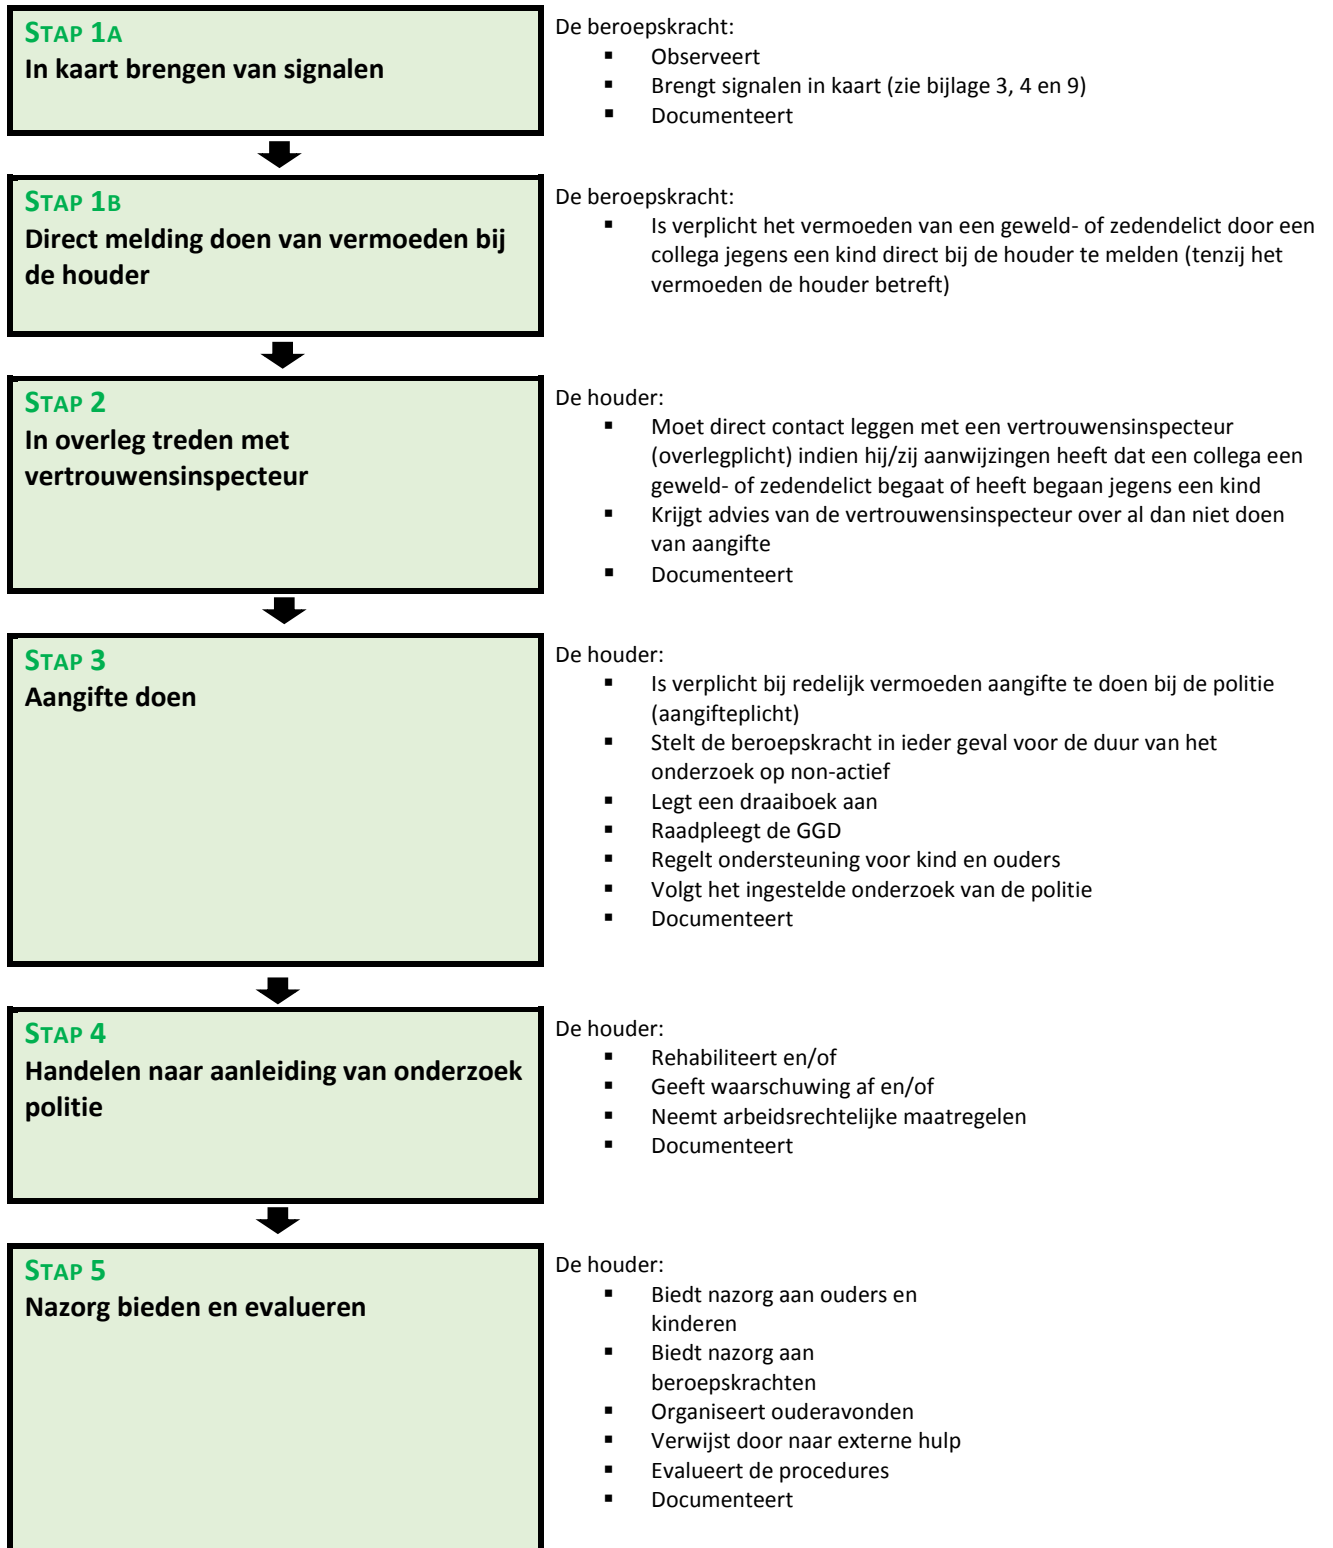 STAP 1A
In kaart brengen van signalen
De beroepskracht:
▪ Observeert
▪ Brengt signalen in kaart (zie bijlage 3, 4 en 9)
▪ Documenteert
STAP 1B
Direct melding doen van vermoeden bij
de houder
De beroepskracht:
▪ Is verplicht het vermoeden van een geweld- of zedendelict door een
collega jegens een kind direct bij de houder te melden (tenzij het
vermoeden de houder betreft)
STAP 2
In overleg treden met
vertrouwensinspecteur
De houder:
▪ Moet direct contact leggen met een vertrouwensinspecteur
(overlegplicht) indien hij/zij aanwijzingen heeft dat een collega een
geweld- of zedendelict begaat of heeft begaan jegens een kind
▪ Krijgt advies van de vertrouwensinspecteur over al dan niet doen
van aangifte
▪ Documenteert
STAP 3
Aangifte doen
De houder:
▪ Is verplicht bij redelijk vermoeden aangifte te doen bij de politie
(aangifteplicht)
▪ Stelt de beroepskracht in ieder geval voor de duur van het
onderzoek op non-actief
▪ Legt een draaiboek aan
▪ Raadpleegt de GGD
▪ Regelt ondersteuning voor kind en ouders
▪ Volgt het ingestelde onderzoek van de politie
▪ Documenteert
STAP 4
Handelen naar aanleiding van onderzoek
politie
De houder:
▪ Rehabiliteert en/of
▪ Geeft waarschuwing af en/of
▪ Neemt arbeidsrechtelijke maatregelen
▪ Documenteert
STAP 5
Nazorg bieden en evalueren
De houder:
▪ Biedt nazorg aan ouders en
kinderen
▪ Biedt nazorg aan
beroepskrachten
▪ Organiseert ouderavonden
▪ Verwijst door naar externe hulp
▪ Evalueert de procedures
▪ Documenteert